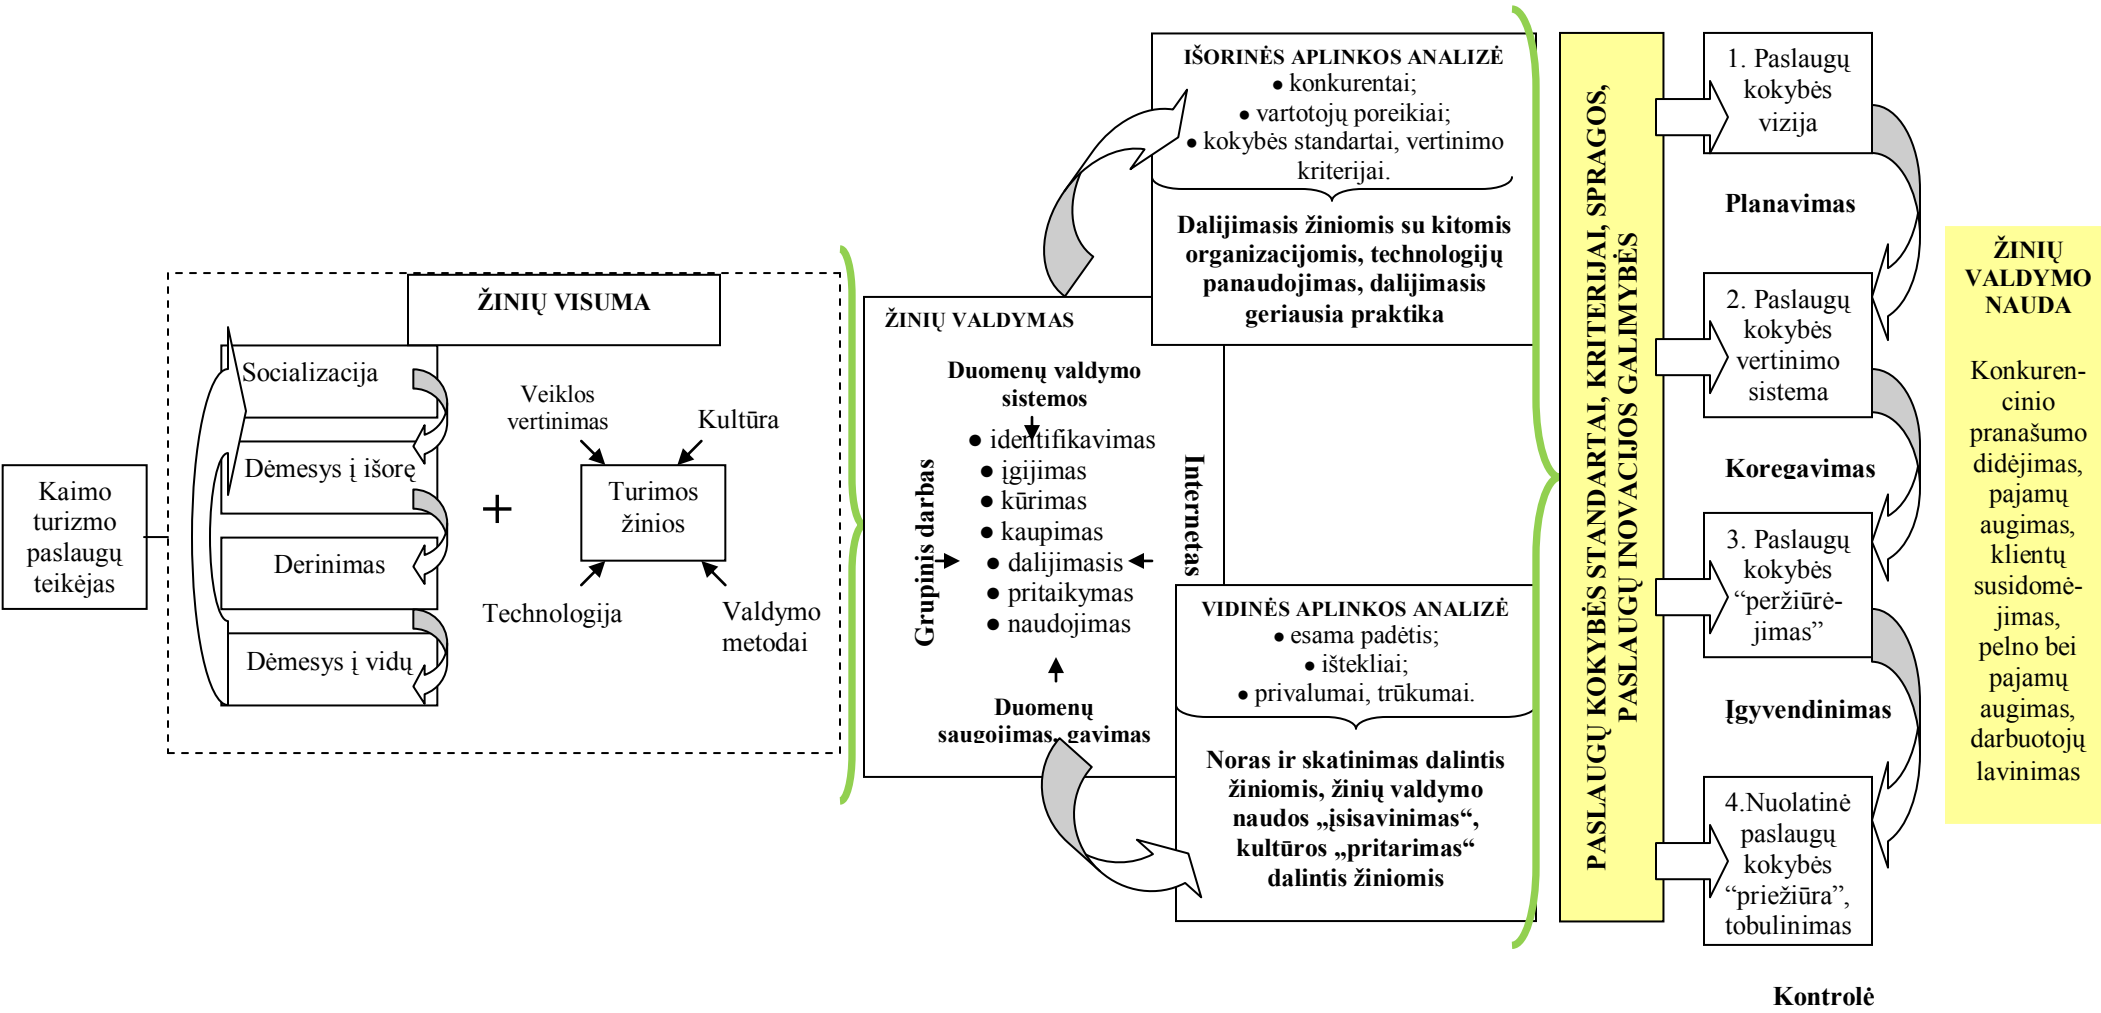 Kaimo
turizmo
paslaugų
teikėjas
ŽINIŲ VISUMA
Socializacija
Dėmesys į išorę
Derinimas
Dėmesys į vidų
+
Veiklos
vertinimas
Kultūra
Turimos
žinios
Technologija
Valdymo
metodai
ŽINIŲ VALDYMAS
Duomenų valdymo
sistemos
● identifikavimas
● įgijimas
● kūrimas
● kaupimas
● dalijimasis
● pritaikymas
● naudojimas
Grupinis darbas
Internetas
Duomenų
saugojimas, gavimas
IŠORINĖS APLINKOS ANALIZĖ
● konkurentai;
● vartotojų poreikiai;
● kokybės standartai, vertinimo
kriterijai.
Dalijimasis žiniomis su kitomis
organizacijomis, technologijų
panaudojimas, dalijimasis
geriausia praktika
VIDINĖS APLINKOS ANALIZĖ
● esama padėtis;
● ištekliai;
● privalumai, trūkumai.
Noras ir skatinimas dalintis
žiniomis, žinių valdymo
naudos „įsisavinimas“,
kultūros „pritarimas“
dalintis žiniomis
PASLAUGŲ KOKYBĖS STANDARTAI, KRITERIJAI, SPRAGOS,
PASLAUGŲ INOVACIJOS GALIMYBĖS
1. Paslaugų
kokybės
vizija
Planavimas
2. Paslaugų
kokybės
vertinimo
sistema
Koregavimas
3. Paslaugų
kokybės
“peržiūrė-
jimas”
Įgyvendinimas
4.Nuolatinė
paslaugų
kokybės
“priežiūra”,
tobulinimas
Kontrolė
ŽINIŲ
VALDYMO
NAUDA
Konkuren-
cinio
pranašumo
didėjimas,
pajamų
augimas,
klientų
susidomė-
jimas,
pelno bei
pajamų
augimas,
darbuotojų
lavinimas